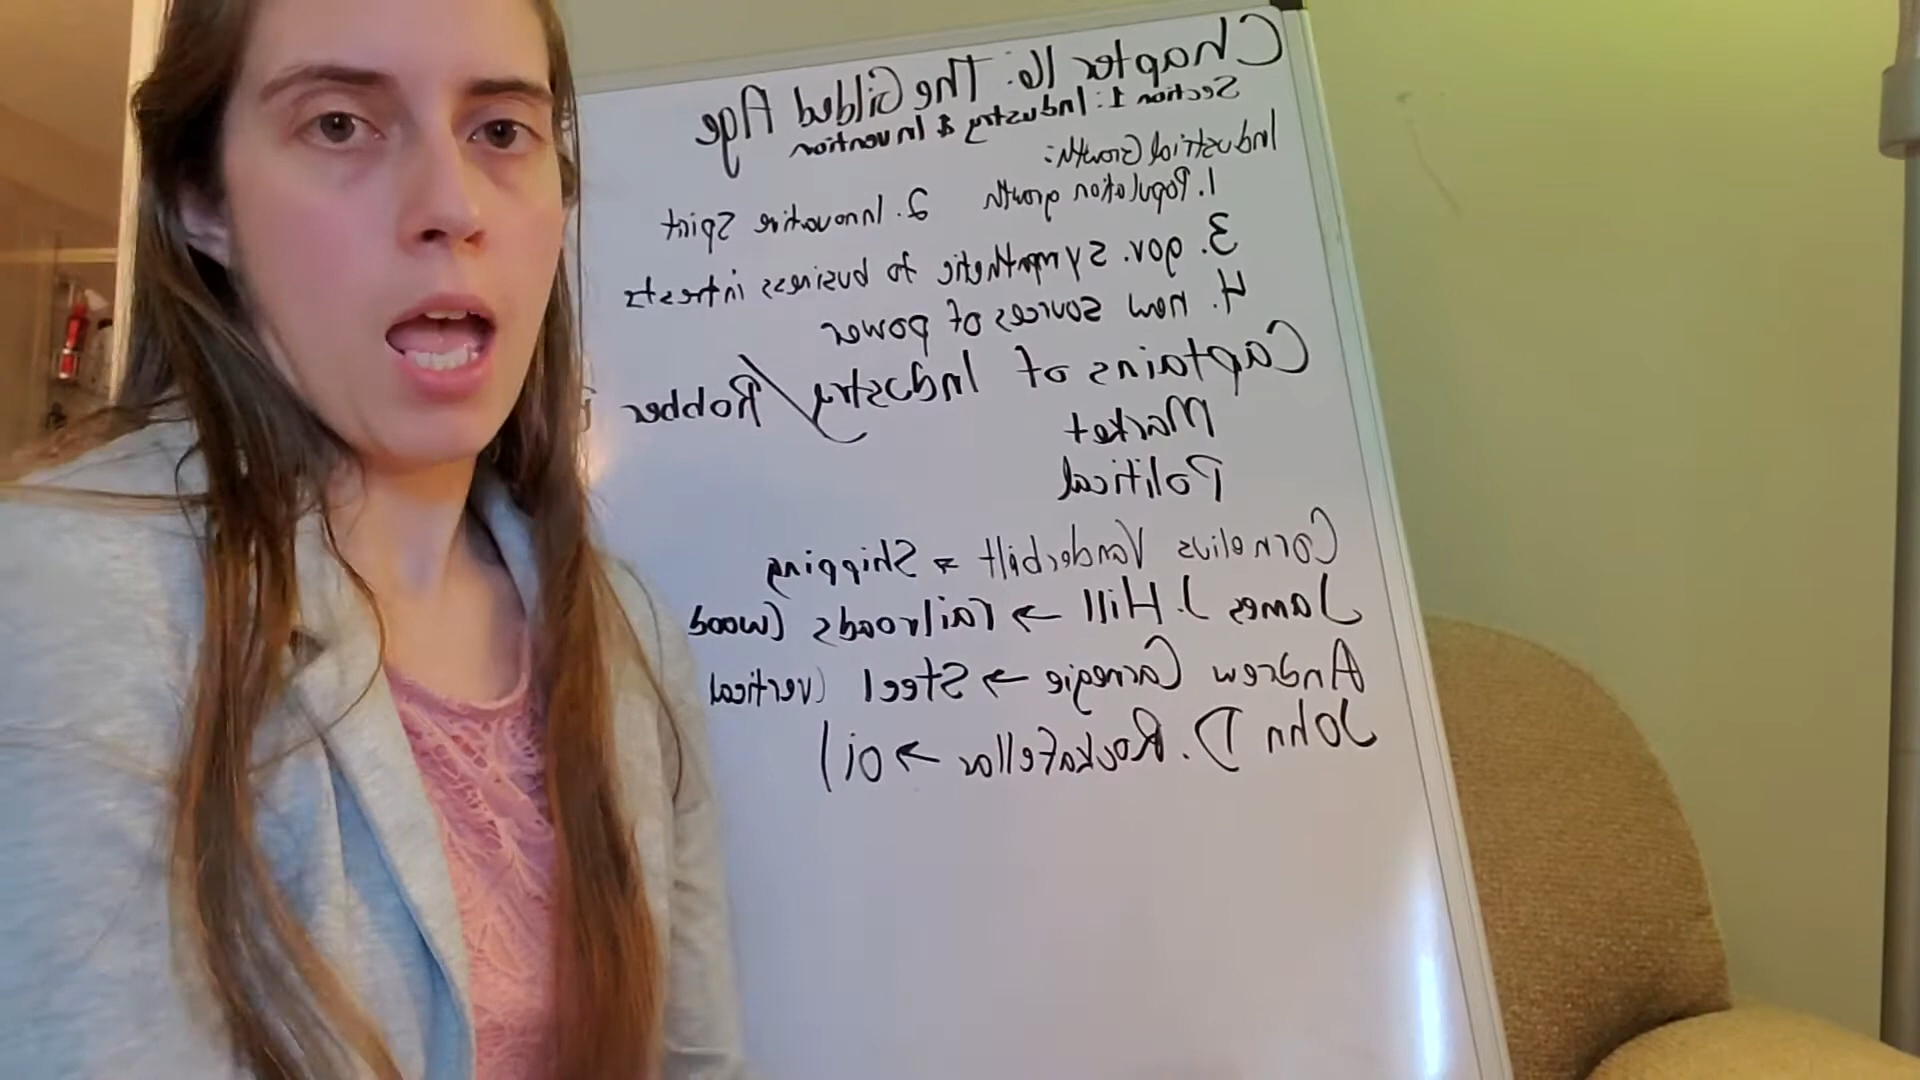 Chapter 16: The Gilded Age
Section 1: Industry & Invention
Industrial Growth:
1. Population growth 2. Innovative Spirit
3. gov. sympathetic to business intrests
4. new sources of power
Captains of Industry/Robber
Market
Political
Cornelius Vanderbilt → Shipping
James J. Hill → railroads (wood
Andrew Carnegie → Steel (vertical
John D. Rockafellar → oil